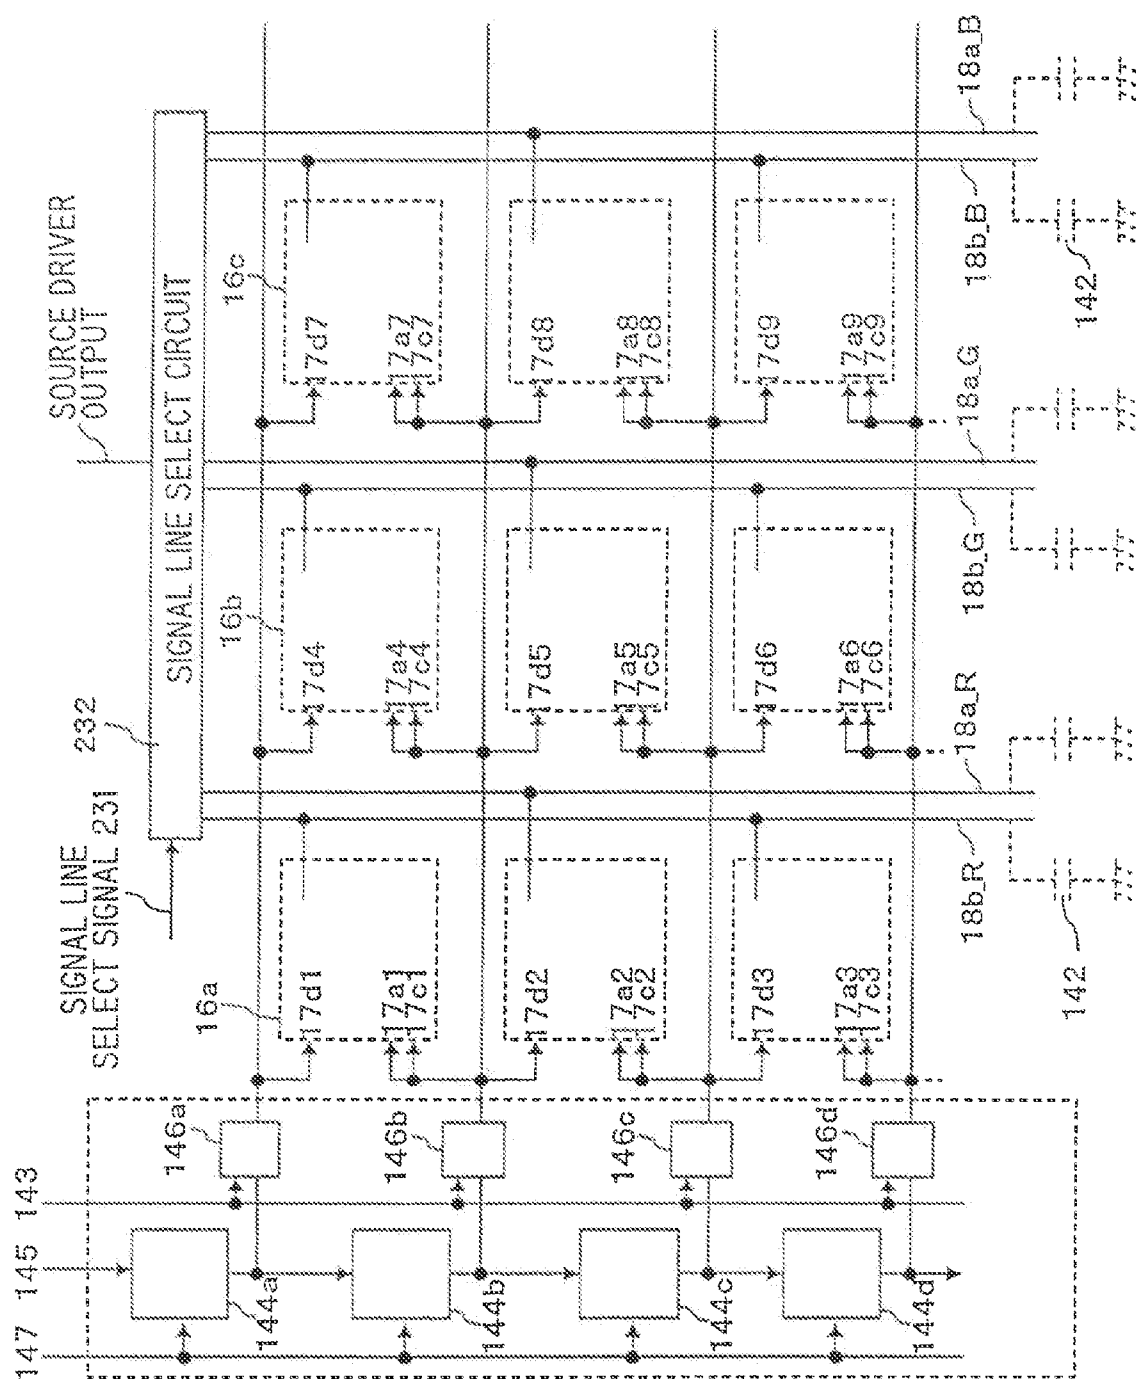 SOURCE DRIVER
OUTPUT
SIGNAL LINE SELECT CIRCUIT
232
SIGNAL LINE
SELECT SIGNAL 231
16a
16b
16c
17d1
17a1
17c1
17d4
17a4
17c4
17d7
17a7
17c7
17d2
17a2
17c2
17d5
17a5
17c5
17d8
17a8
17c8
17d3
17a3
17c3
17d6
17a6
17c6
17d9
17a9
17c9
143
145
147
146a
146b
146c
146d
144a
144b
144c
144d
18b_R
18a_R
18b_G
18a_G
18b_B
18a_B
142
142